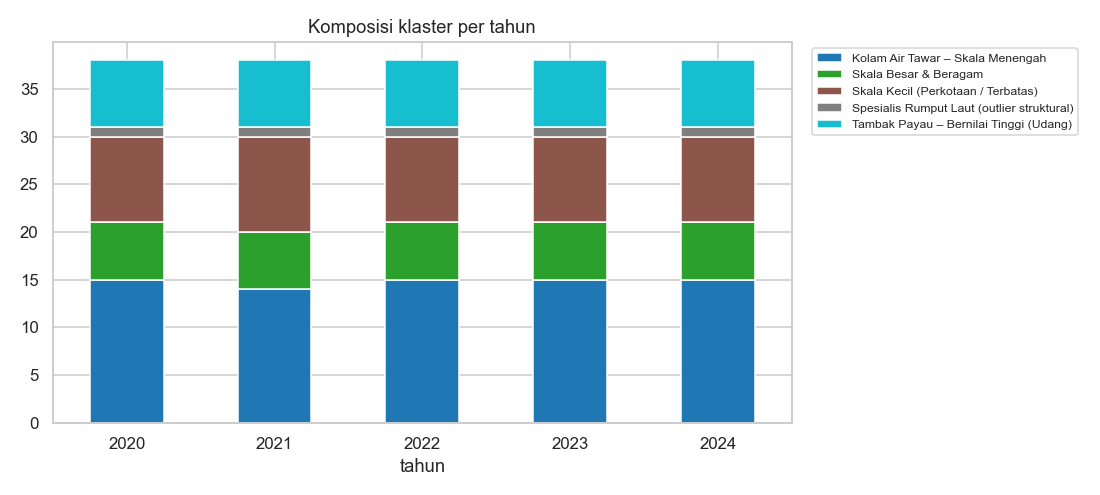 Komposisi klaster per tahun
Kolam Air Tawar – Skala Menengah
Skala Besar & Beragam
Skala Kecil (Perkotaan / Terbatas)
Spesialis Rumput Laut (outlier struktural)
Tambak Payau – Bernilai Tinggi (Udang)
35
30
25
20
15
10
5
0
2020 2021 2022 2023 2024
tahun